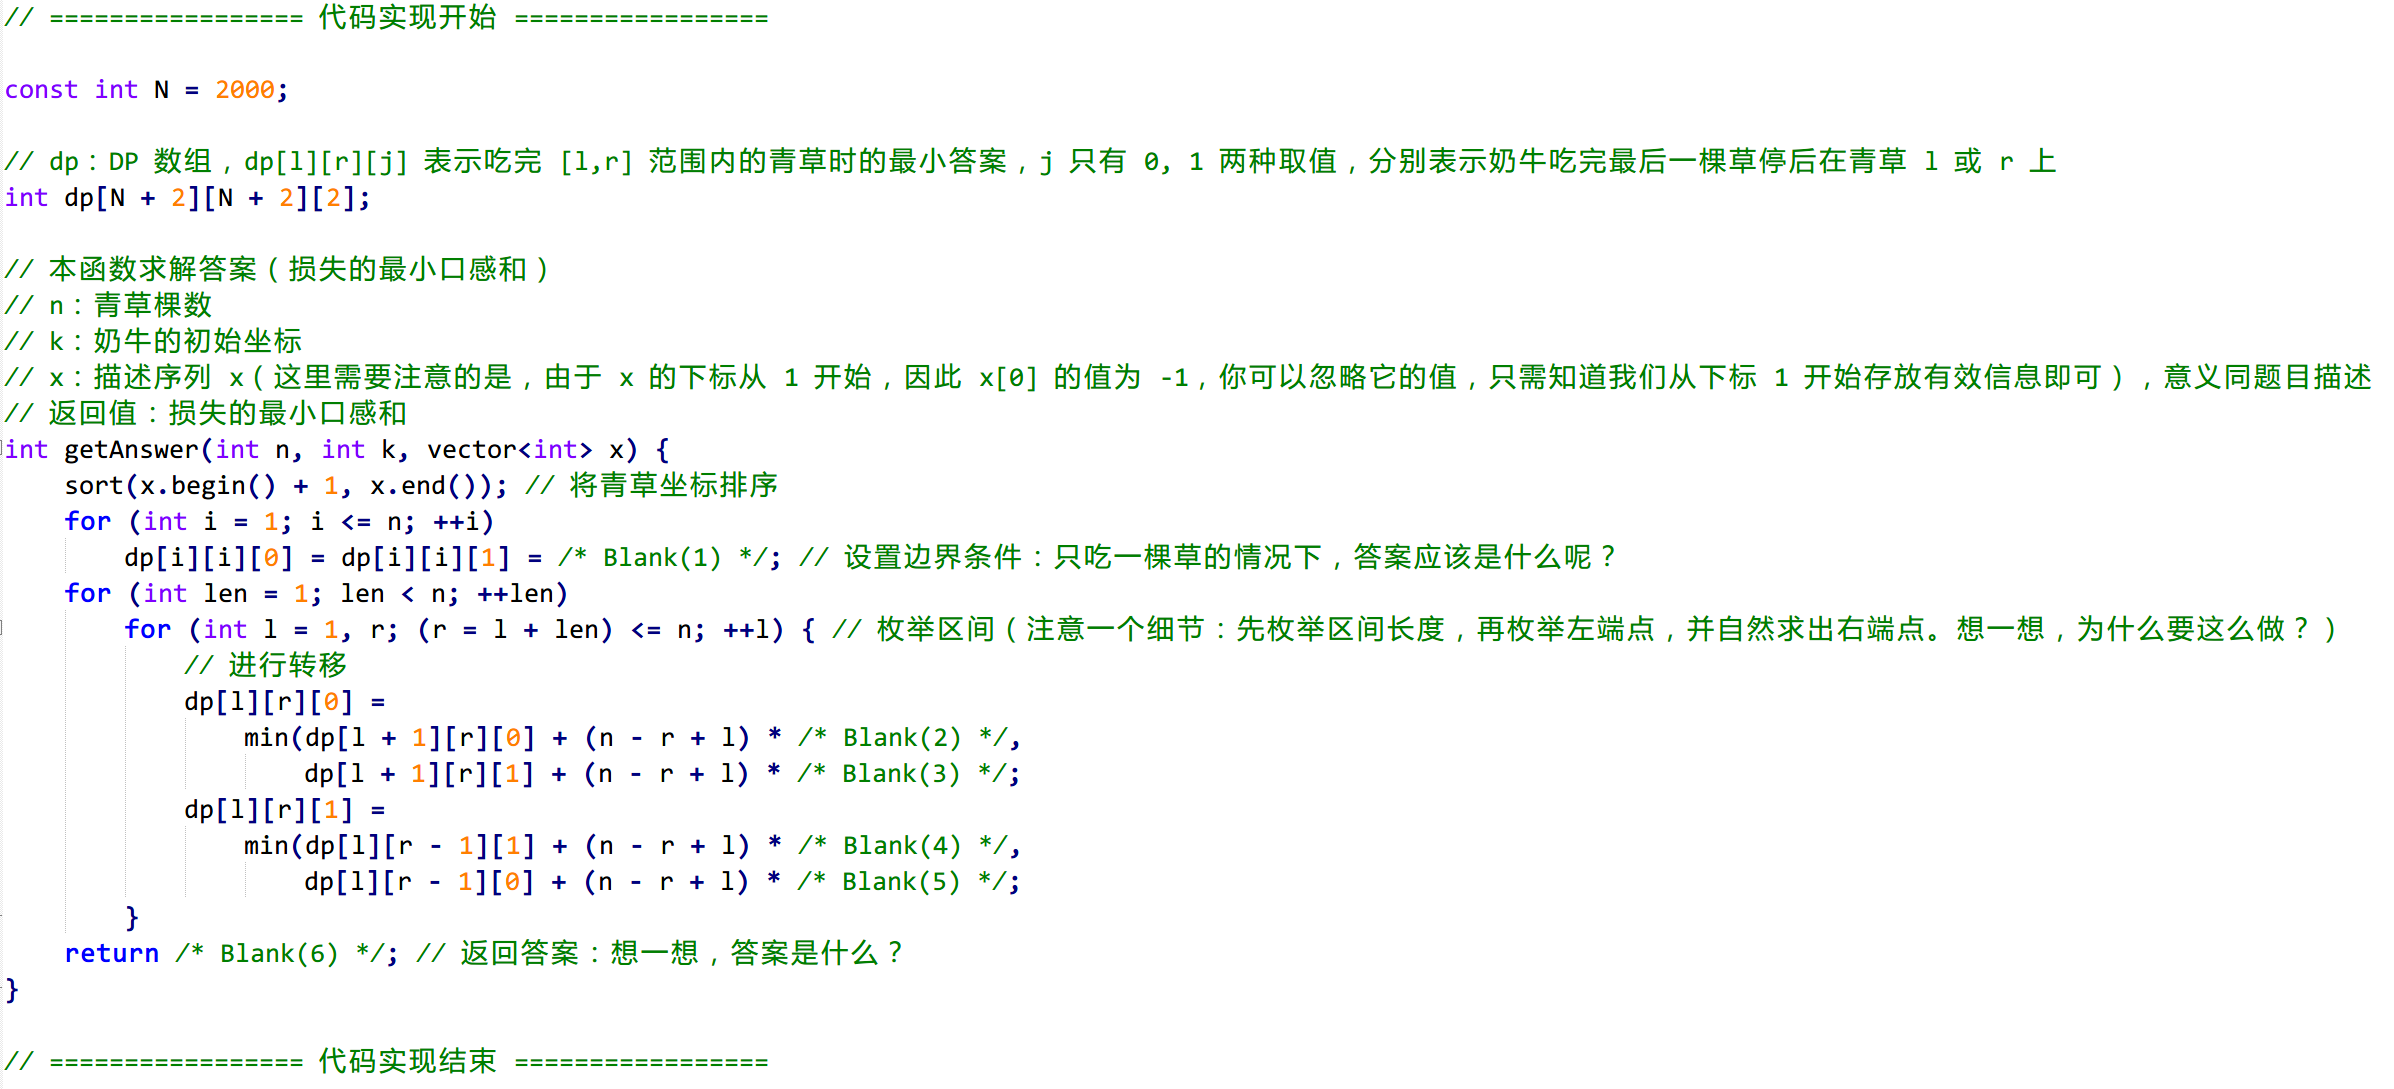 // ================= 代码实现开始 =================
const int N = 2000;
// dp：DP 数组，dp[l][r][j] 表示吃完 [l,r] 范围内的青草时的最小答案，j 只有 0, 1 两种取值，分别表示奶牛吃完最后一棵草停后在青草 l 或 r 上
int dp[N + 2][N + 2][2];
// 本函数求解答案（损失的最小口感和）
// n：青草棵数
// k：奶牛的初始坐标
// x：描述序列 x（这里需要注意的是，由于 x 的下标从 1 开始，因此 x[0] 的值为 -1，你可以忽略它的值，只需知道我们从下标 1 开始存放有效信息即可），意义同题目描述
// 返回值：损失的最小口感和
int getAnswer(int n, int k, vector<int> x) {
    sort(x.begin() + 1, x.end()); // 将青草坐标排序
    for (int i = 1; i <= n; ++i)
        dp[i][i][0] = dp[i][i][1] = /* Blank(1) */; // 设置边界条件：只吃一棵草的情况下，答案应该是什么呢？
    for (int len = 1; len < n; ++len)
        for (int l = 1, r; (r = l + len) <= n; ++l) { // 枚举区间（注意一个细节：先枚举区间长度，再枚举左端点，并自然求出右端点。想一想，为什么要这么做？）
            // 进行转移
            dp[l][r][0] =
                min(dp[l + 1][r][0] + (n - r + l) * /* Blank(2) */,
                    dp[l + 1][r][1] + (n - r + l) * /* Blank(3) */;
            dp[l][r][1] =
                min(dp[l][r - 1][1] + (n - r + l) * /* Blank(4) */,
                    dp[l][r - 1][0] + (n - r + l) * /* Blank(5) */;
        }
    return /* Blank(6) */; // 返回答案：想一想，答案是什么？
}
// ================= 代码实现结束 =================